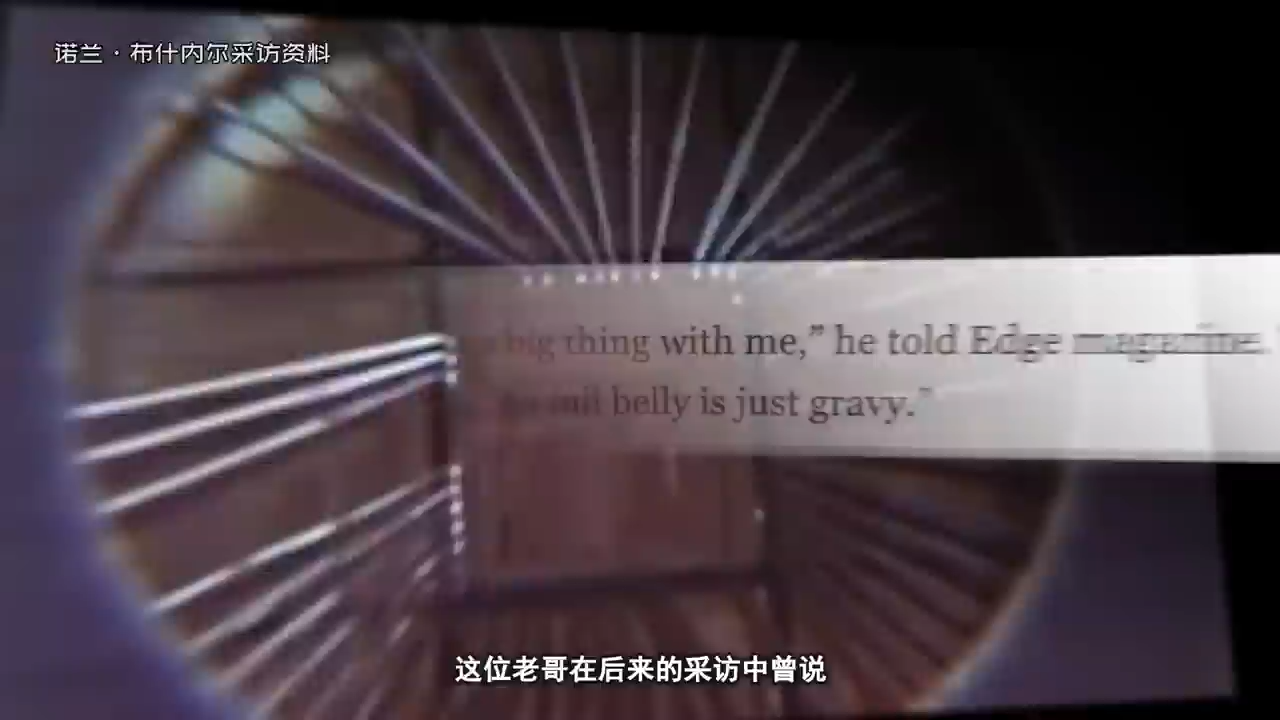 诺兰·布什内尔采访资料
big thing with me,” he told Edge magazine.
belly is just gravy.”
这位老哥在后来的采访中曾说